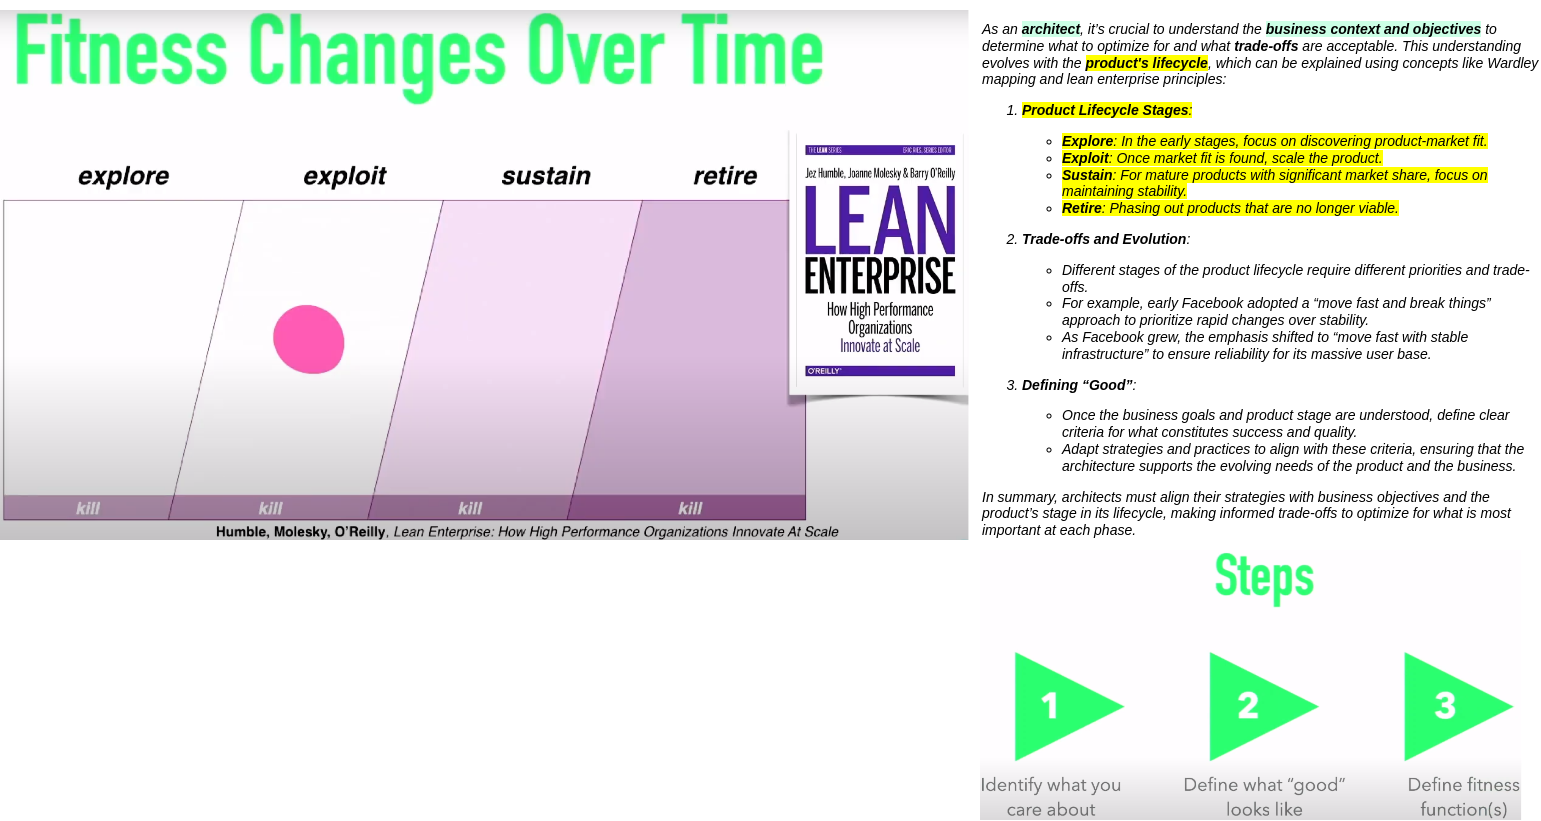 Fitness Changes Over Time
explore exploit sustain retire
THE LEAN SERIES ERIC RIES, SERIES EDITOR
Jez Humble, Joanne Molesky & Barry O'Reilly
LEAN
ENTERPRISE
How High Performance
Organizations
Innovate at Scale
O'REILLY
kill kill kill kill
Humble, Molesky, O'Reilly, Lean Enterprise: How High Performance Organizations Innovate At Scale
As an architect, it's crucial to understand the business context and objectives to
determine what to optimize for and what trade-offs are acceptable. This understanding
evolves with the product's lifecycle, which can be explained using concepts like Wardley
mapping and lean enterprise principles:
1. Product Lifecycle Stages:
Explore: In the early stages, focus on discovering product-market fit.
Exploit: Once market fit is found, scale the product.
Sustain: For mature products with significant market share, focus on
maintaining stability.
Retire: Phasing out products that are no longer viable.
2. Trade-offs and Evolution:
Different stages of the product lifecycle require different priorities and trade-
offs.
For example, early Facebook adopted a “move fast and break things”
approach to prioritize rapid changes over stability.
As Facebook grew, the emphasis shifted to “move fast with stable
infrastructure” to ensure reliability for its massive user base.
3. Defining “Good”:
Once the business goals and product stage are understood, define clear
criteria for what constitutes success and quality.
Adapt strategies and practices to align with these criteria, ensuring that the
architecture supports the evolving needs of the product and the business.
In summary, architects must align their strategies with business objectives and the
product's stage in its lifecycle, making informed trade-offs to optimize for what is most
important at each phase.
Steps
1 2 3
Identify what you Define what “good” Define fitness
care about looks like function(s)